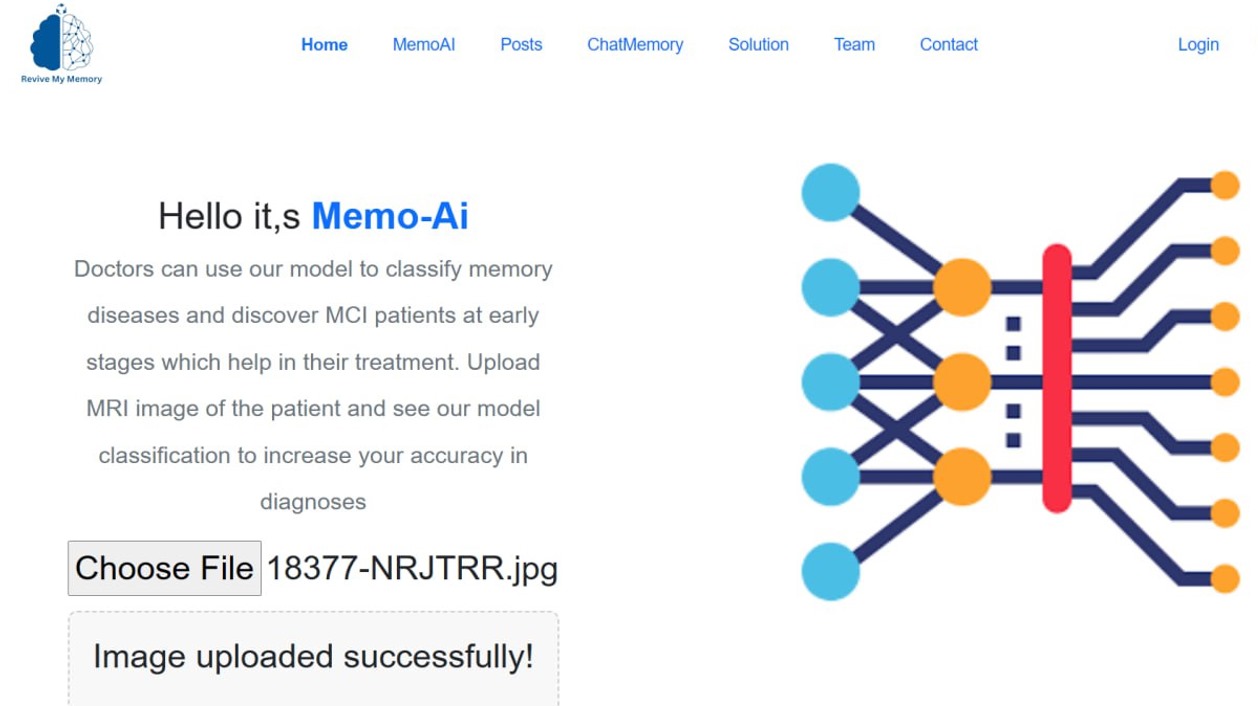 Revive My Memory
Home MemoAI Posts ChatMemory Solution Team Contact Login
Hello it,s Memo-Ai
Doctors can use our model to classify memory
diseases and discover MCI patients at early
stages which help in their treatment. Upload
MRI image of the patient and see our model
classification to increase your accuracy in
diagnoses
Choose File 18377-NRJTRR.jpg
Image uploaded successfully!